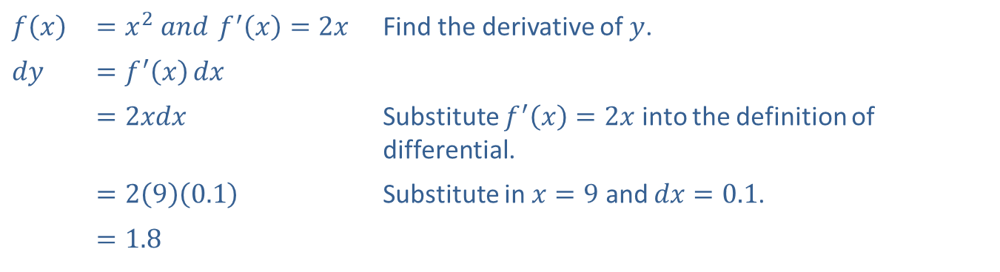 f(x) = x² and f′(x) = 2x Find the derivative of y.
dy = f′(x) dx
= 2xdx Substitute f′(x) = 2x into the definition of
differential.
= 2(9)(0.1) Substitute in x = 9 and dx = 0.1.
= 1.8